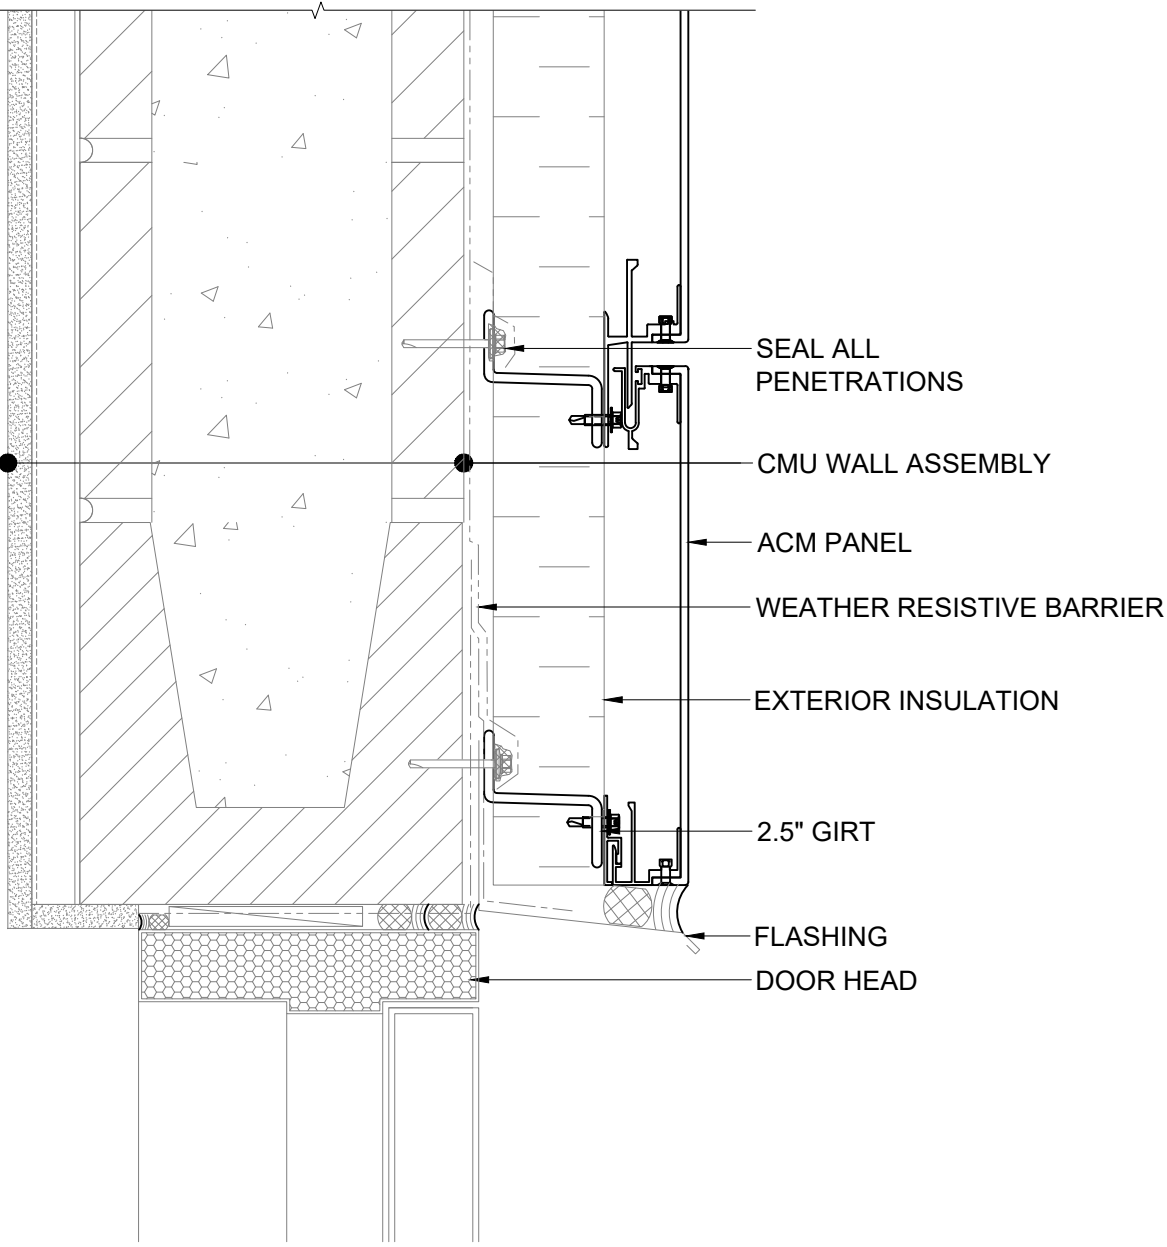 SEAL ALL
PENETRATIONS
CMU WALL ASSEMBLY
ACM PANEL
WEATHER RESISTIVE BARRIER
EXTERIOR INSULATION
2.5" GIRT
FLASHING
DOOR HEAD